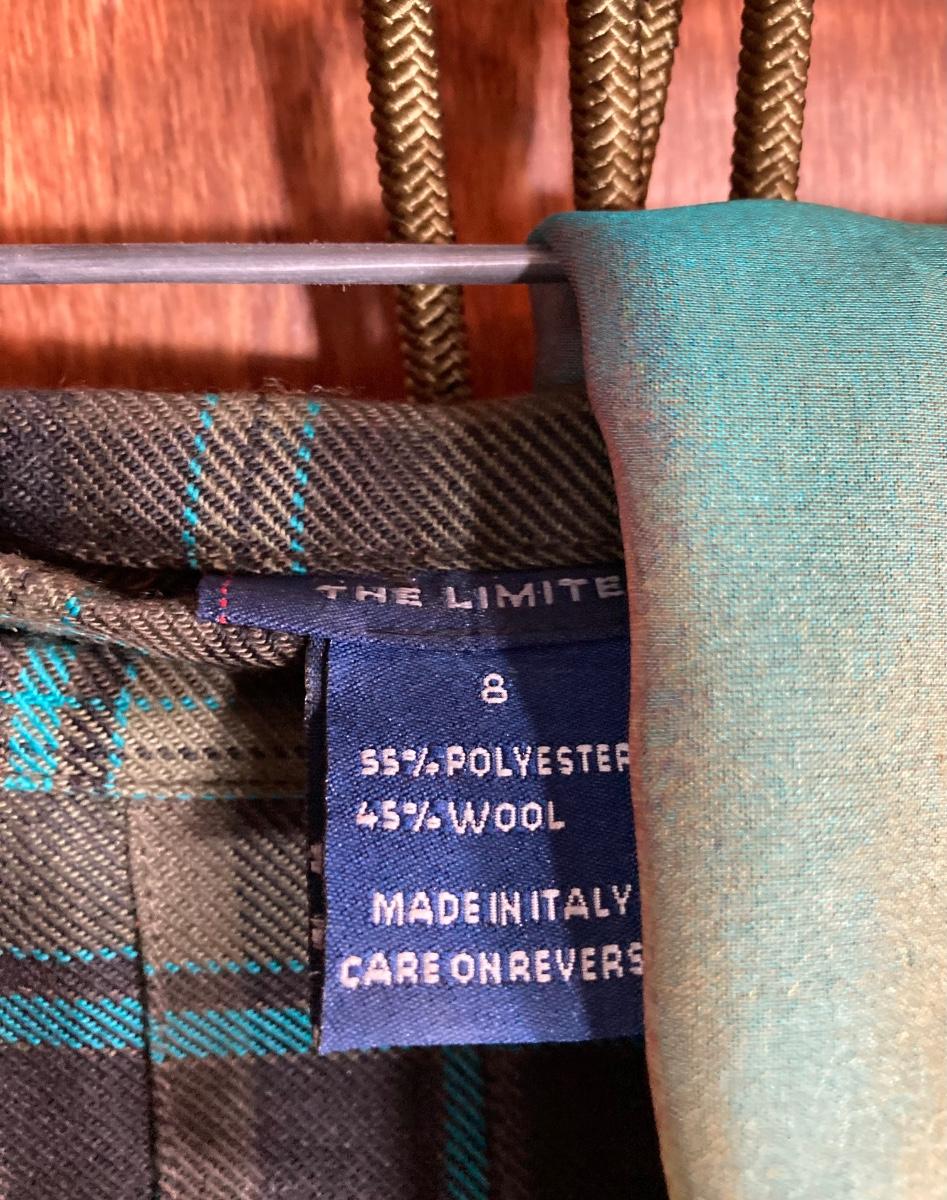 THE LIMITE
8
55% POLYESTER
45% WOOL
MADE IN ITALY
CARE ON REVERS